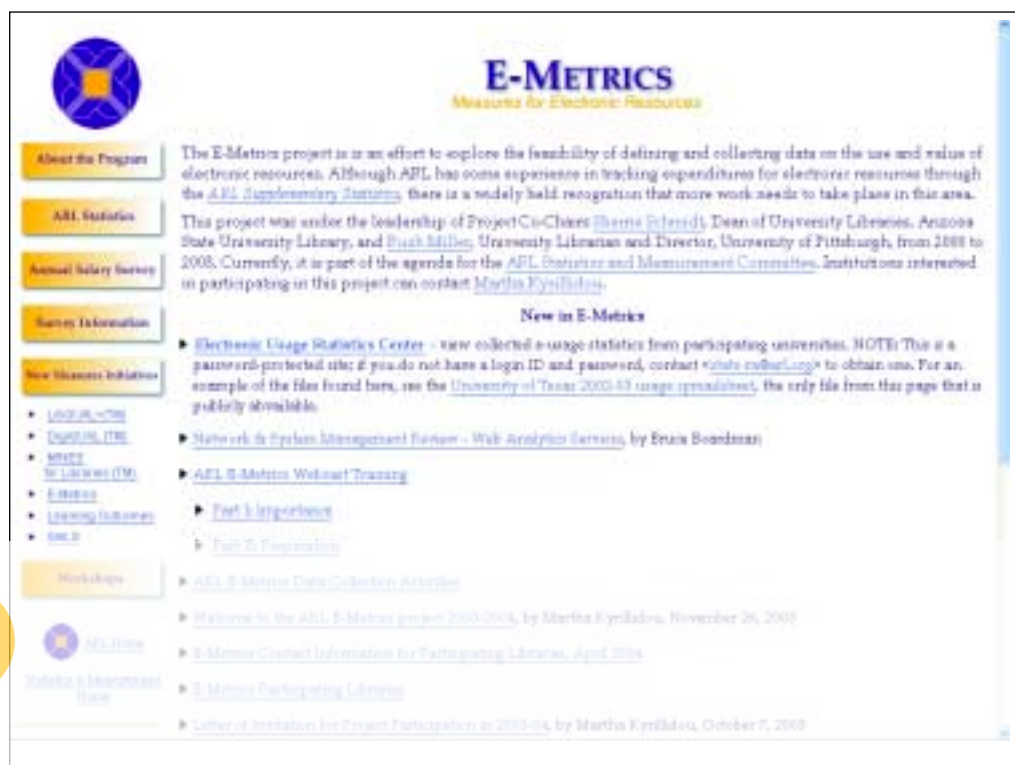 E-METRICS
Measures for Electronic Resources
About the Program
ARL Statistics
Annual Salary Survey
Survey Information
New Measures Initiatives
MINES
for Libraries (TM)
E-Metrics
Learning Outcomes
Workshops
ARL Home
Statistics & Measurement
Home
The E-Metrics project is is an effort to explore the feasibility of defining and collecting data on the use and value of
electronic resources. Although ARL has some experience in tracking expenditures for electronic resources through
the ARL Supplementary Statistics, there is a widely held recognition that more work needs to take place in this area.
This project was under the leadership of Project Co-Chairs Sherrie Schmidt, Dean of University Libraries, Arizona
State University Library, and Rush Miller, University Librarian and Director, University of Pittsburgh, from 2000 to
Currently, it is part of the agenda for the ARL Statistics and Measurement Committee. Institutions interested
in participating in this project can contact Martha Kyrillidou.
New in E-Metrics
Electronic Usage Statistics Center - view collected e-usage statistics from participating universities. NOTE: This is a
password-protected site; if you do not have a login ID and password, contact to obtain one. For an
example of the files found here, see the University of Texas 2002-03 usage spreadsheet, the only file from this page that is
publicly
Network & System Management Review - Web Analytics Services, by Bruce Boardman
ARL E-Metrics Webcast Training
Part I: Importance
Part II: Preparation
ARL E-Metrics Data Collection Activities
Welcome to the ARL E-Metrics project 2003-2004, by Martha Kyrillidou, November 26, 2003
E-Metrics Contact Information for Participating Libraries, April 2004
E-Metrics Participating Libraries
Letter of Invitation for Project Participation in 2003-04, by Martha Kyrillidou, October 7, 2003